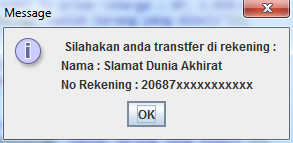 Message
Silahakan anda transtfer di rekening :
Nama : Slamat Dunia Akhirat
No Rekening : 20687xxxxxxxxxxx
OK